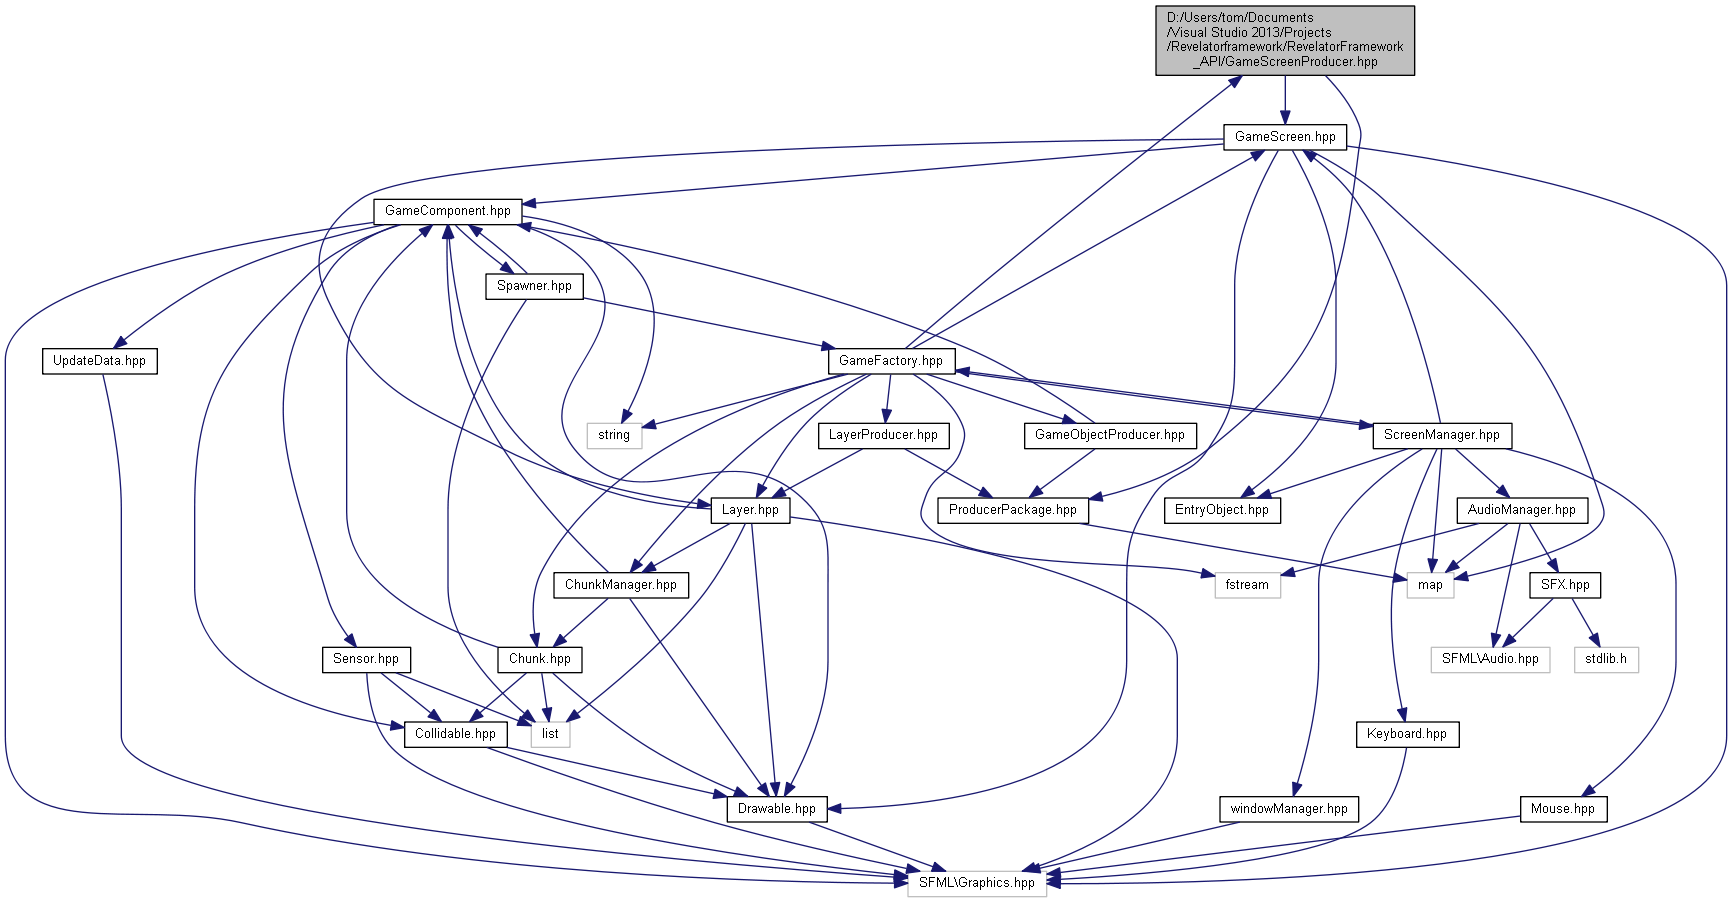 D:/Users/tom/Documents
/Visual Studio 2013/Projects
/Revelatorframework/RevelatorFramework
_API/GameScreenProducer.hpp
GameScreen.hpp
GameComponent.hpp
Spawner.hpp
UpdateData.hpp
GameFactory.hpp
string
LayerProducer.hpp
GameObjectProducer.hpp
ScreenManager.hpp
Layer.hpp
ProducerPackage.hpp
EntryObject.hpp
AudioManager.hpp
ChunkManager.hpp
fstream
map
SFX.hpp
Sensor.hpp
Chunk.hpp
SFML\Audio.hpp
stdlib.h
Collidable.hpp
list
Keyboard.hpp
Drawable.hpp
windowManager.hpp
Mouse.hpp
SFML\Graphics.hpp